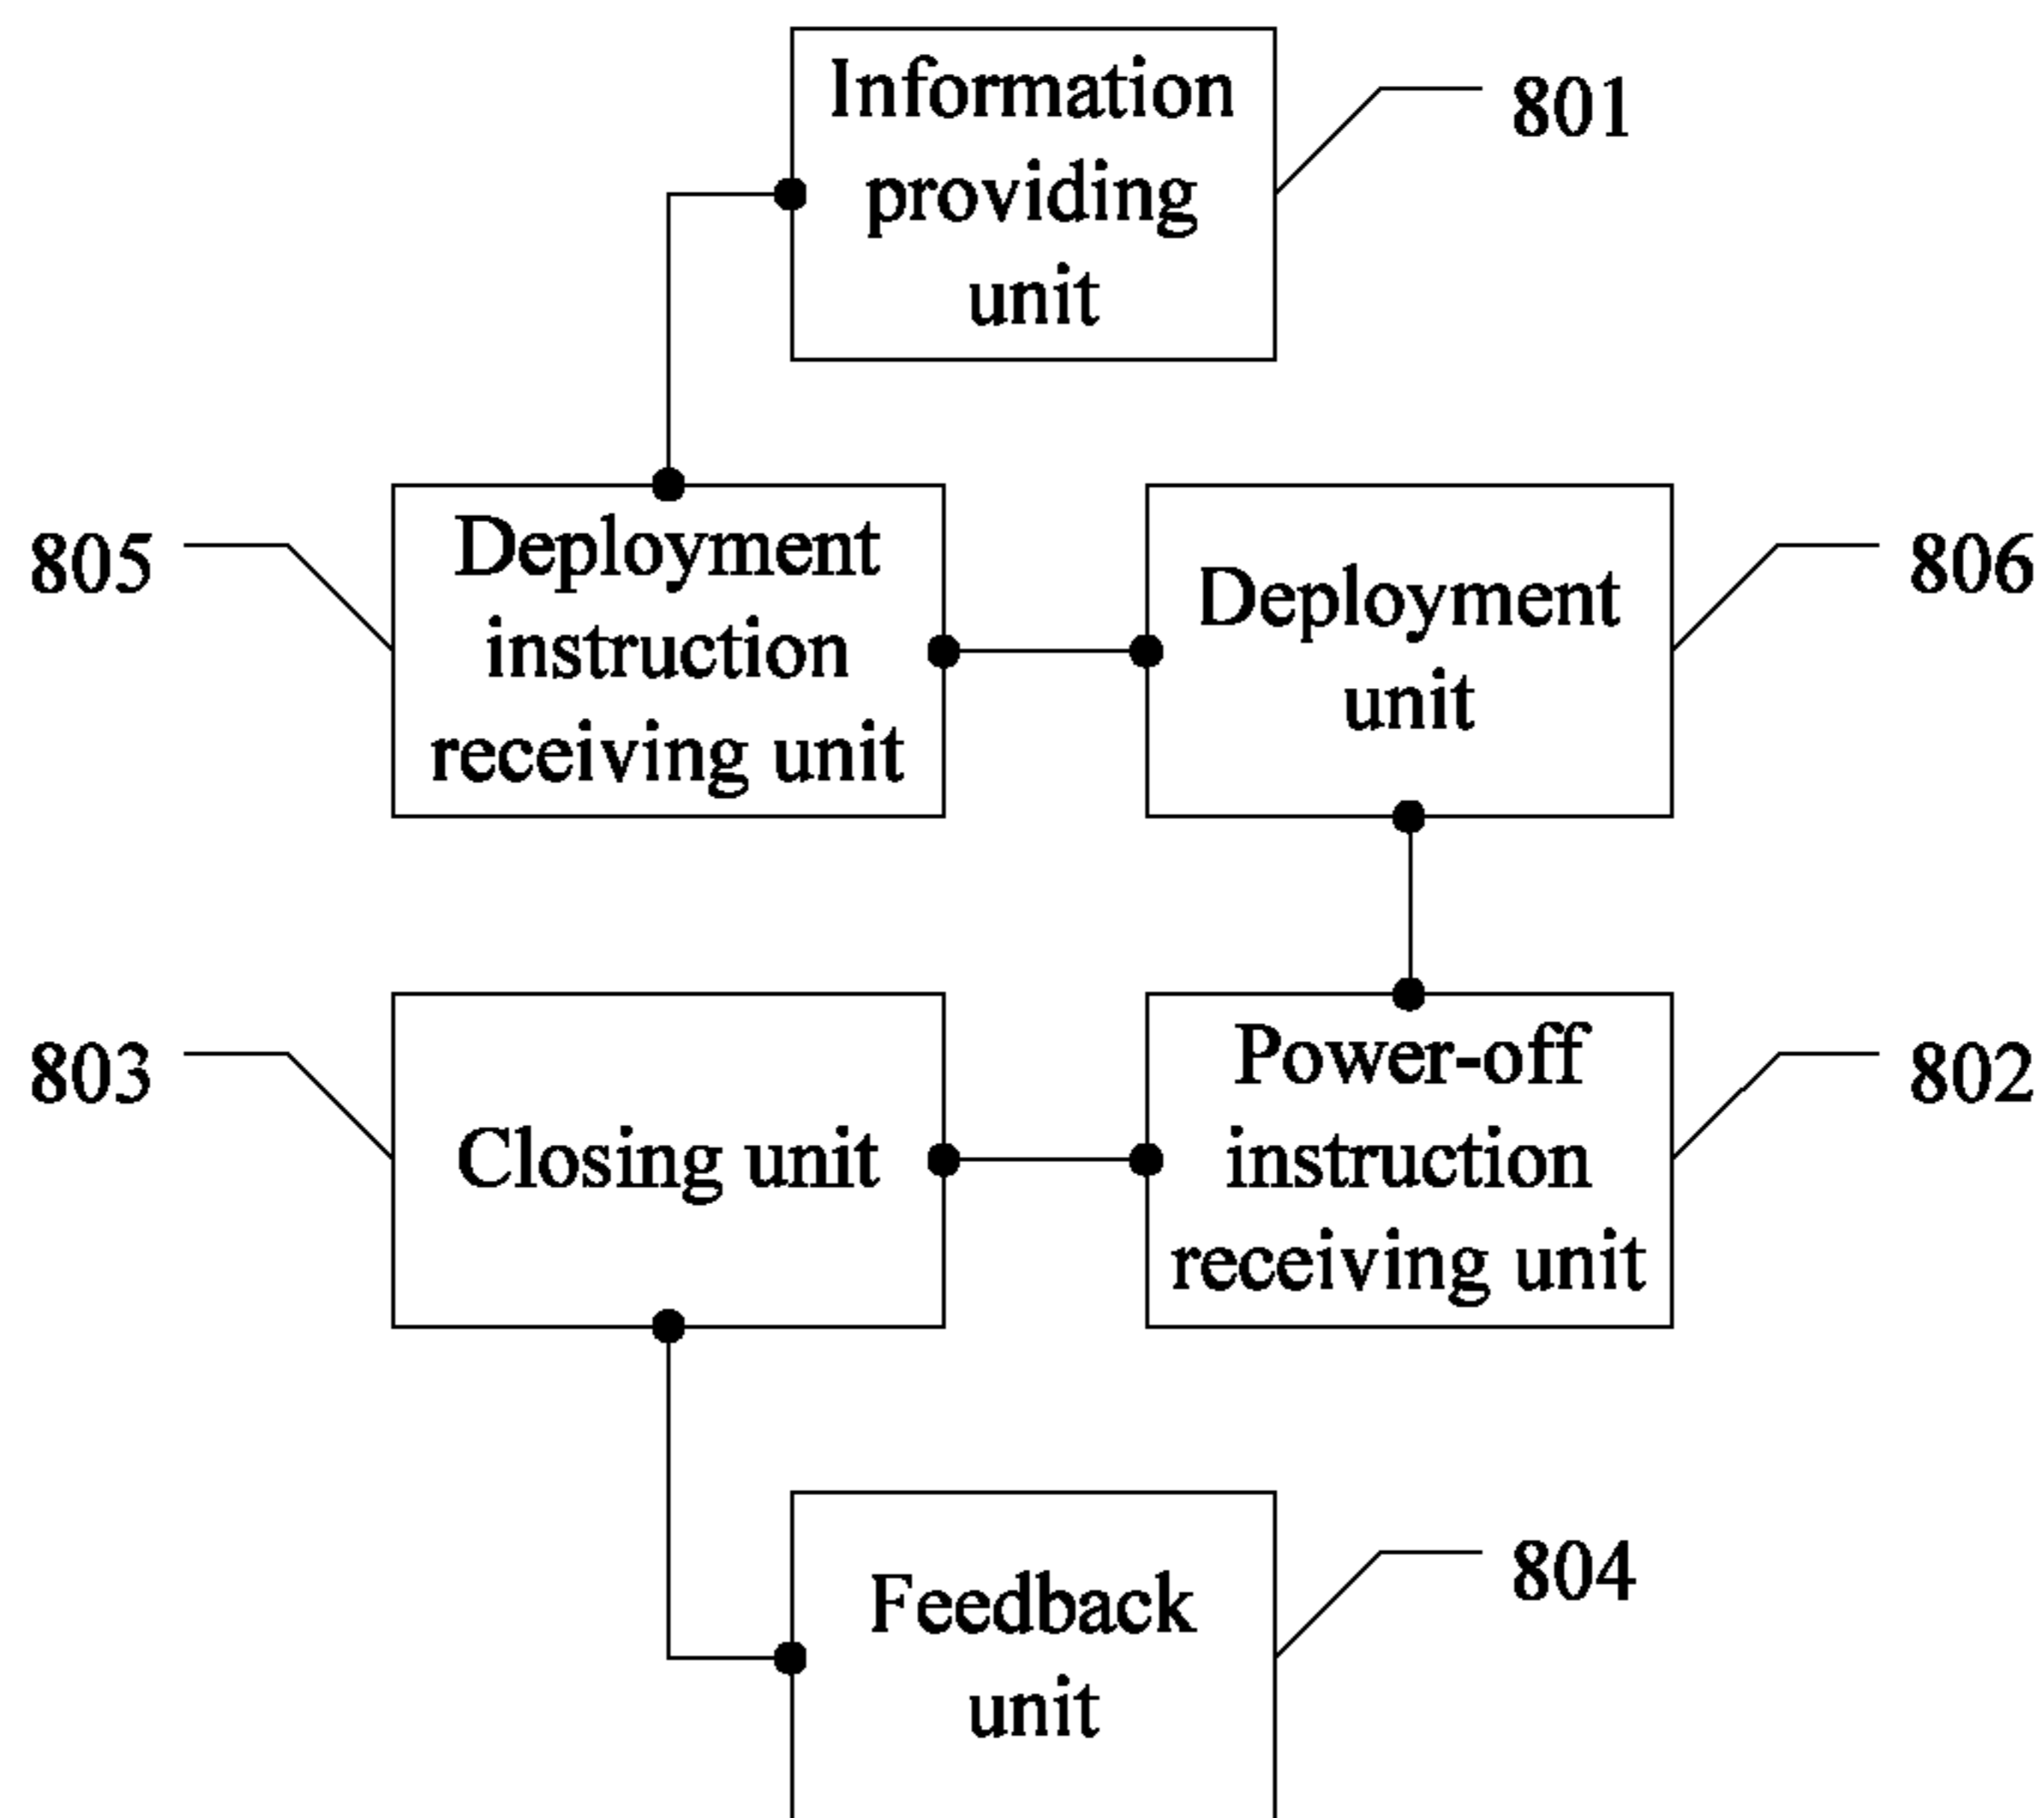 Information
providing
unit
801
805
Deployment
instruction
receiving unit
Deployment
unit
806
803
Closing unit
Power-off
instruction
receiving unit
802
Feedback
unit
804